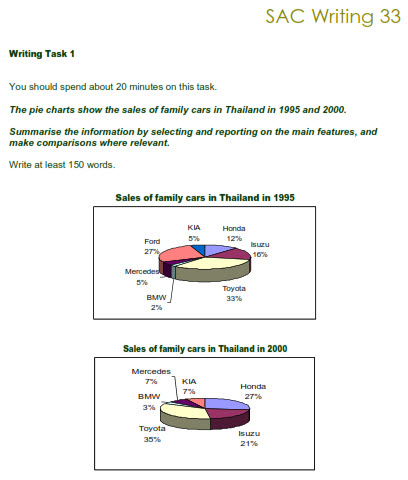 SAC Writing 33
Writing Task 1
You should spend about 20 minutes on this task.
The pie charts show the sales of family cars in Thailand in 1995 and 2000.
Summarise the information by selecting and reporting on the main features, and
make comparisons where relevant.
Write at least 150 words.
Sales of family cars in Thailand in 1995
KIA
5%
Honda
12%
Isuzu
16%
Toyota
33%
BMW
2%
Mercedes
5%
Ford
27%
Sales of family cars in Thailand in 2000
Mercedes
7%
KIA
7%
Honda
27%
BMW
3%
Toyota
35%
Isuzu
21%